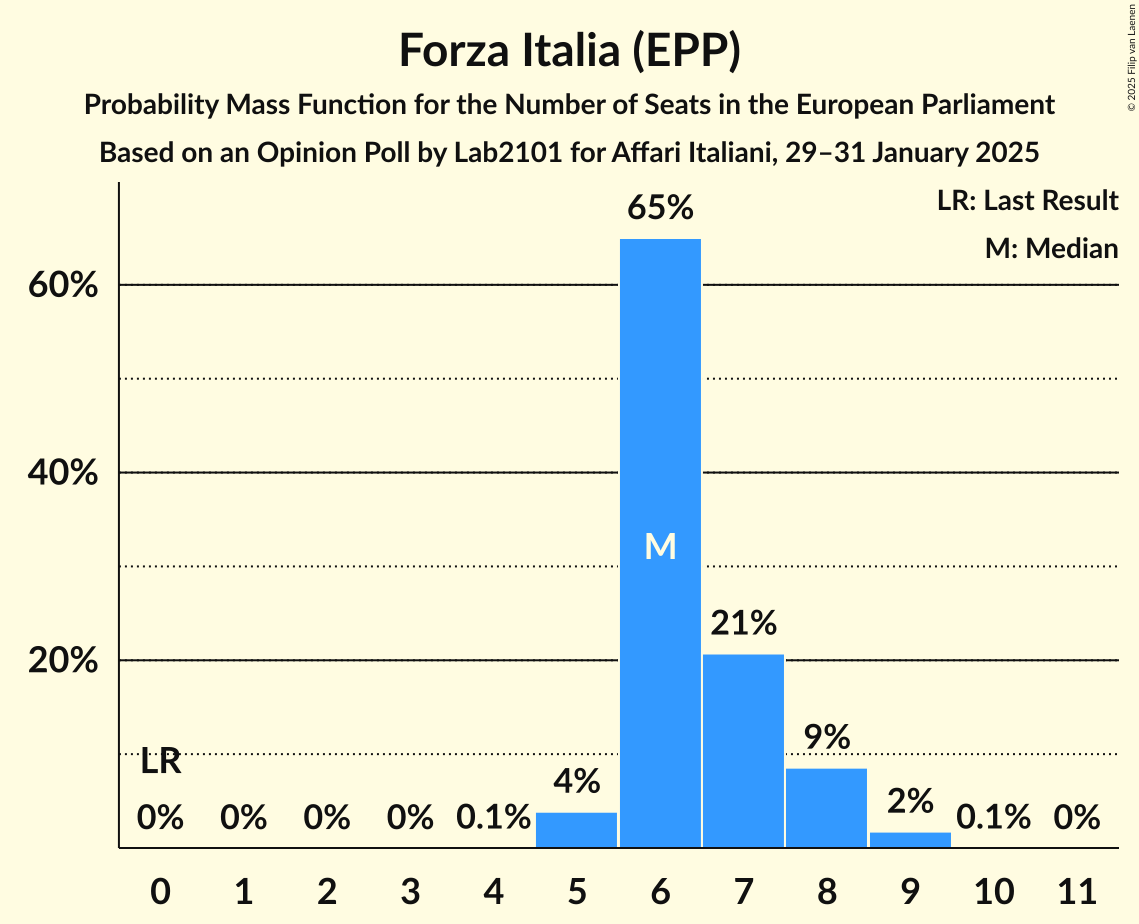 Forza Italia (EPP)
Probability Mass Function for the Number of Seats in the European Parliament
Based on an Opinion Poll by Lab2101 for Affari Italiani, 29–31 January 2025
© 2025 Filip van Laenen
LR: Last Result
M: Median
65%
60%
40%
M
21%
20%
9%
LR
4%
2%
0% 0% 0% 0% 0.1% 0.1% 0%
0 1 2 3 4 5 6 7 8 9 10 11